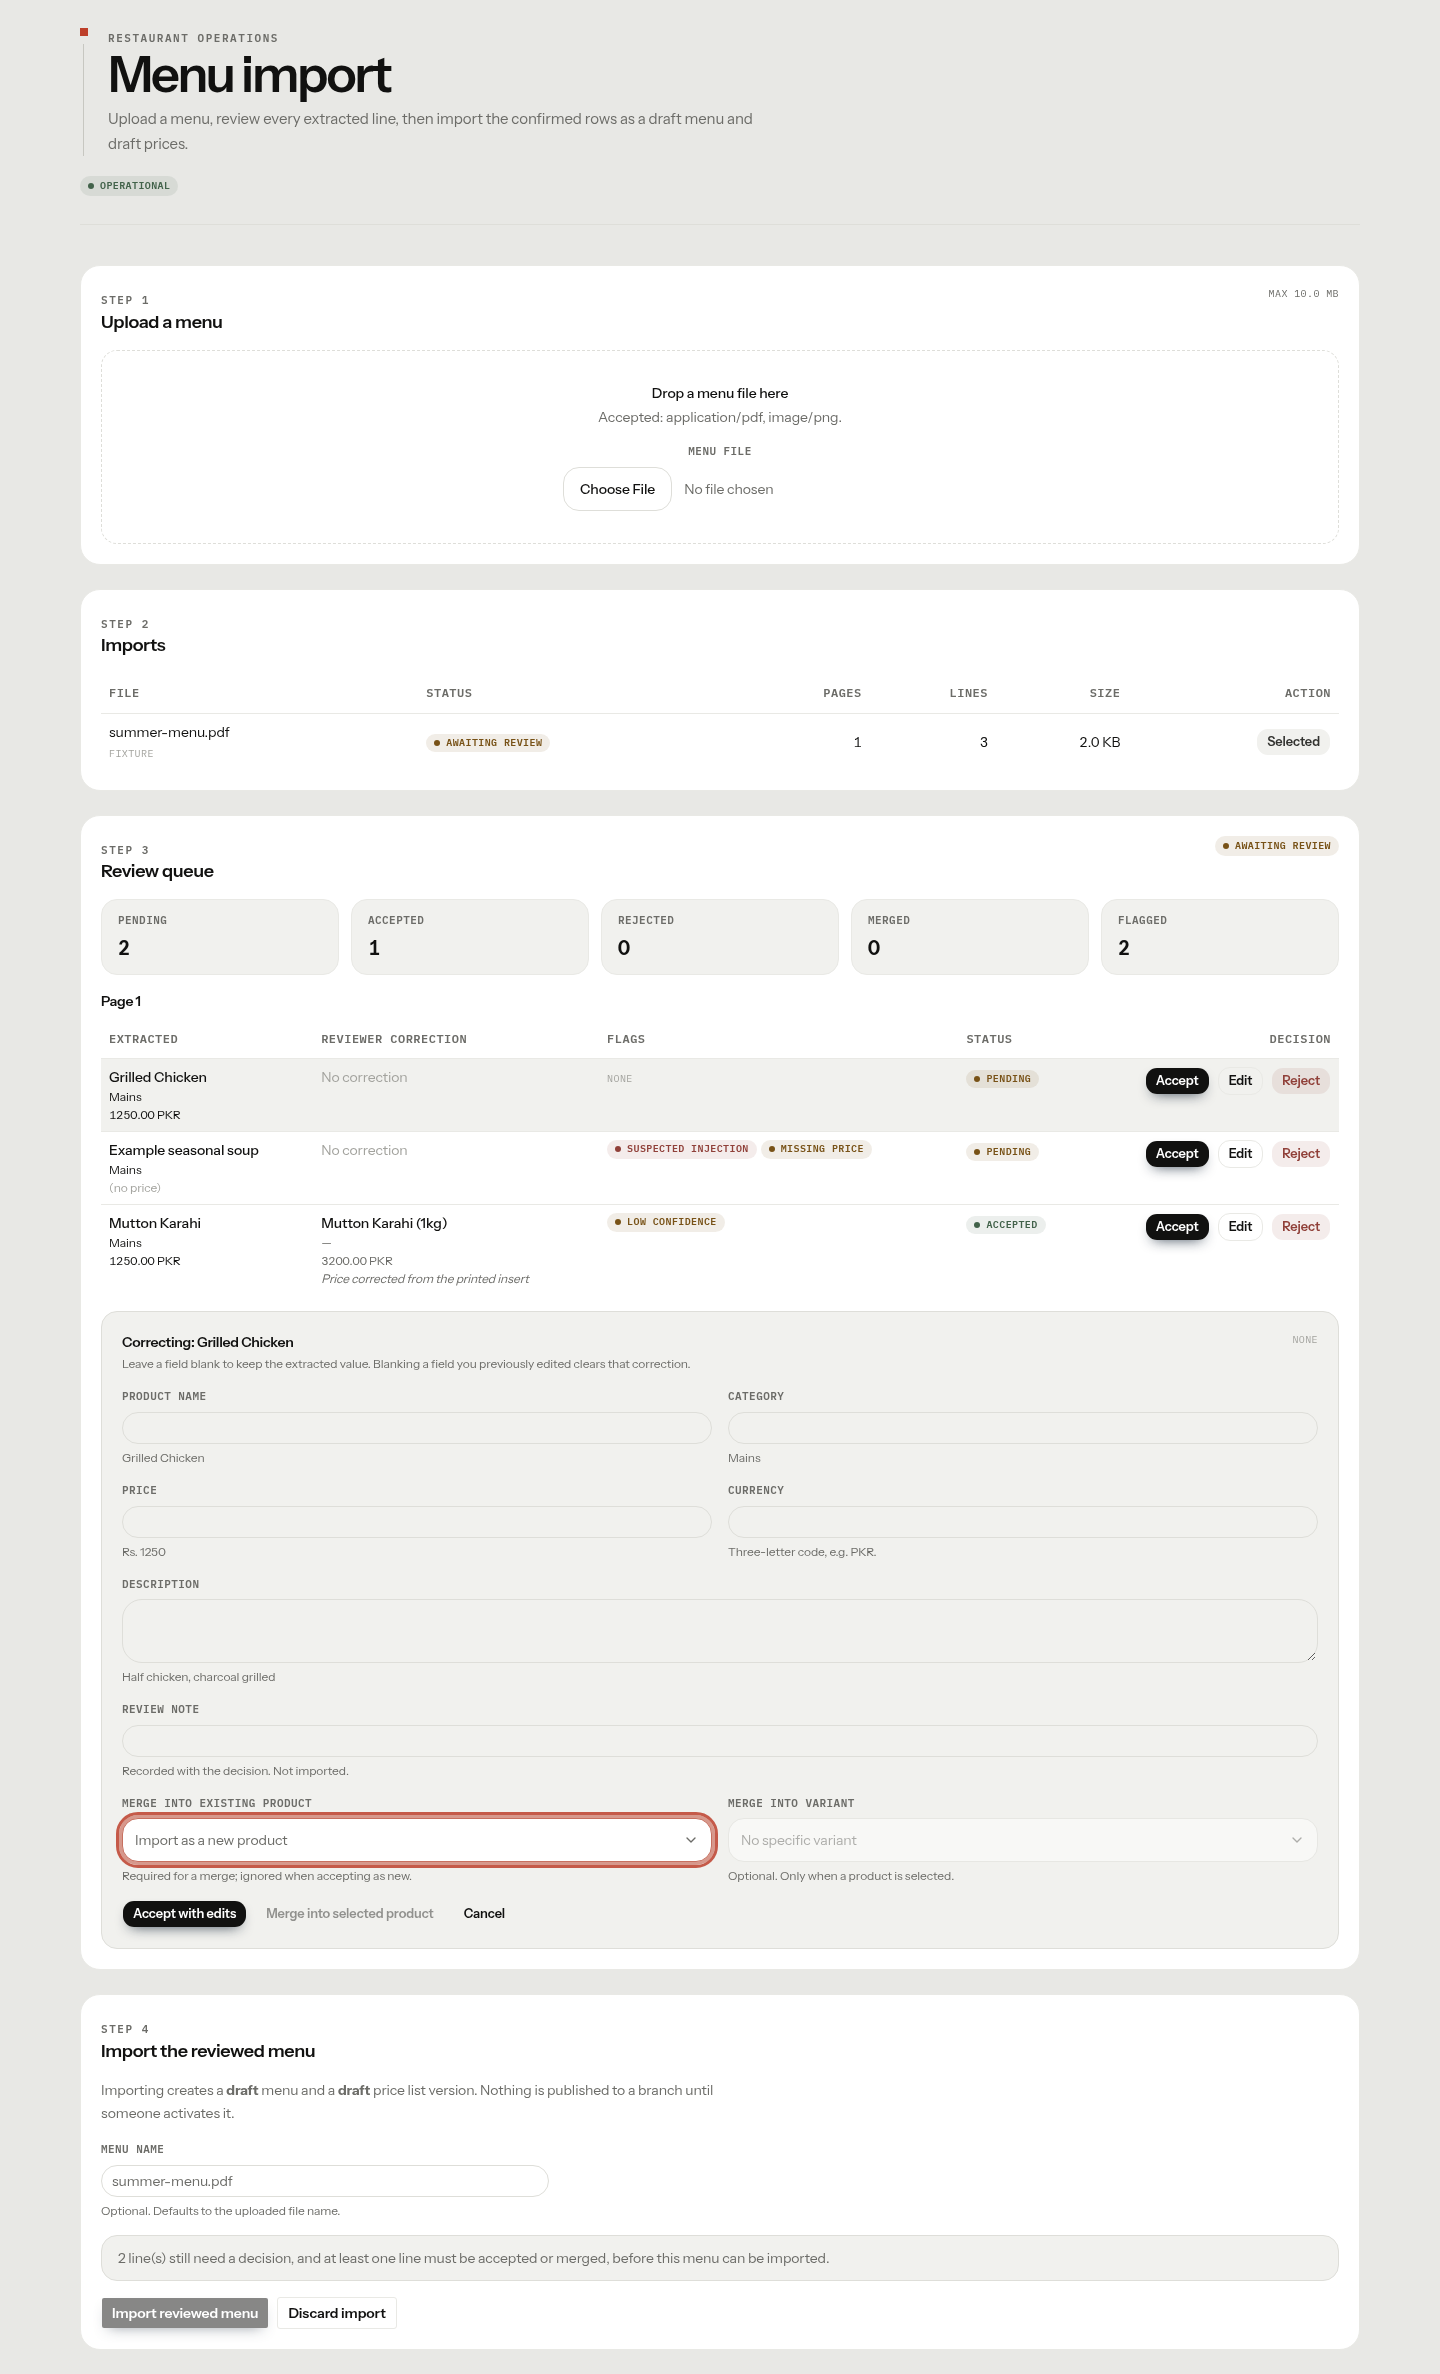 RESTAURANT OPERATIONS
Menu import
Upload a menu, review every extracted line, then import the confirmed rows as a draft menu and
draft prices.
OPERATIONAL
STEP 1
MAX 10.0 MB
Upload a menu
Drop a menu file here
Accepted: application/pdf, image/png.
MENU FILE
Choose File No file chosen
STEP 2
Imports
FILE STATUS PAGES LINES SIZE ACTION
summer-menu.pdf AWAITING REVIEW 1 3 2.0 KB Selected
FIXTURE
STEP 3
AWAITING REVIEW
Review queue
PENDING ACCEPTED REJECTED MERGED FLAGGED
2 1 0 0 2
Page 1
EXTRACTED REVIEWER CORRECTION FLAGS STATUS DECISION
Grilled Chicken No correction NONE PENDING Accept Edit Reject
Mains
1250.00 PKR
Example seasonal soup No correction SUSPECTED INJECTION MISSING PRICE PENDING Accept Edit Reject
Mains
(no price)
Mutton Karahi Mutton Karahi (1kg) LOW CONFIDENCE ACCEPTED Accept Edit Reject
Mains —
1250.00 PKR 3200.00 PKR
Price corrected from the printed insert
Correcting: Grilled Chicken NONE
Leave a field blank to keep the extracted value. Blanking a field you previously edited clears that correction.
PRODUCT NAME CATEGORY
Grilled Chicken Mains
PRICE CURRENCY
Rs. 1250 Three-letter code, e.g. PKR.
DESCRIPTION
Half chicken, charcoal grilled
REVIEW NOTE
Recorded with the decision. Not imported.
MERGE INTO EXISTING PRODUCT MERGE INTO VARIANT
Import as a new product No specific variant
Required for a merge; ignored when accepting as new. Optional. Only when a product is selected.
Accept with edits Merge into selected product Cancel
STEP 4
Import the reviewed menu
Importing creates a draft menu and a draft price list version. Nothing is published to a branch until
someone activates it.
MENU NAME
summer-menu.pdf
Optional. Defaults to the uploaded file name.
2 line(s) still need a decision, and at least one line must be accepted or merged, before this menu can be imported.
Import reviewed menu Discard import